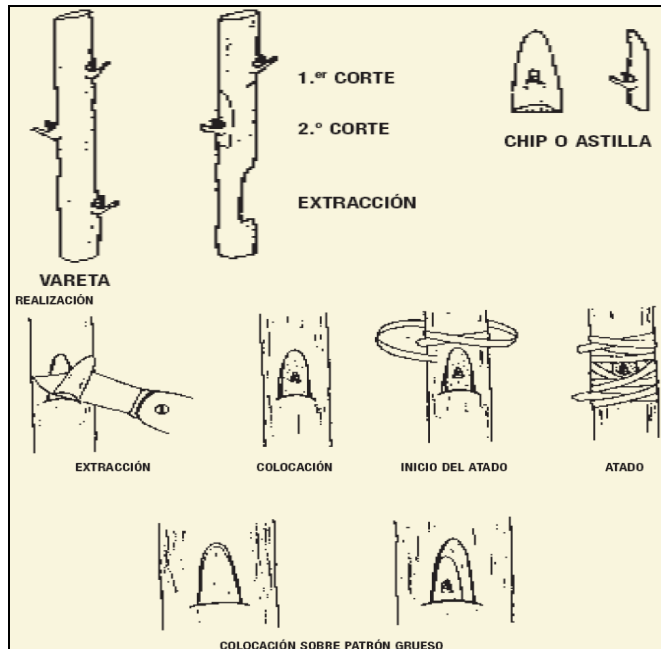 1.er CORTE
2.º CORTE
EXTRACCIÓN
CHIP O ASTILLA
VARETA
REALIZACIÓN
EXTRACCIÓN
COLOCACIÓN
INICIO DEL ATADO
ATADO
COLOCACIÓN SOBRE PATRÓN GRUESO